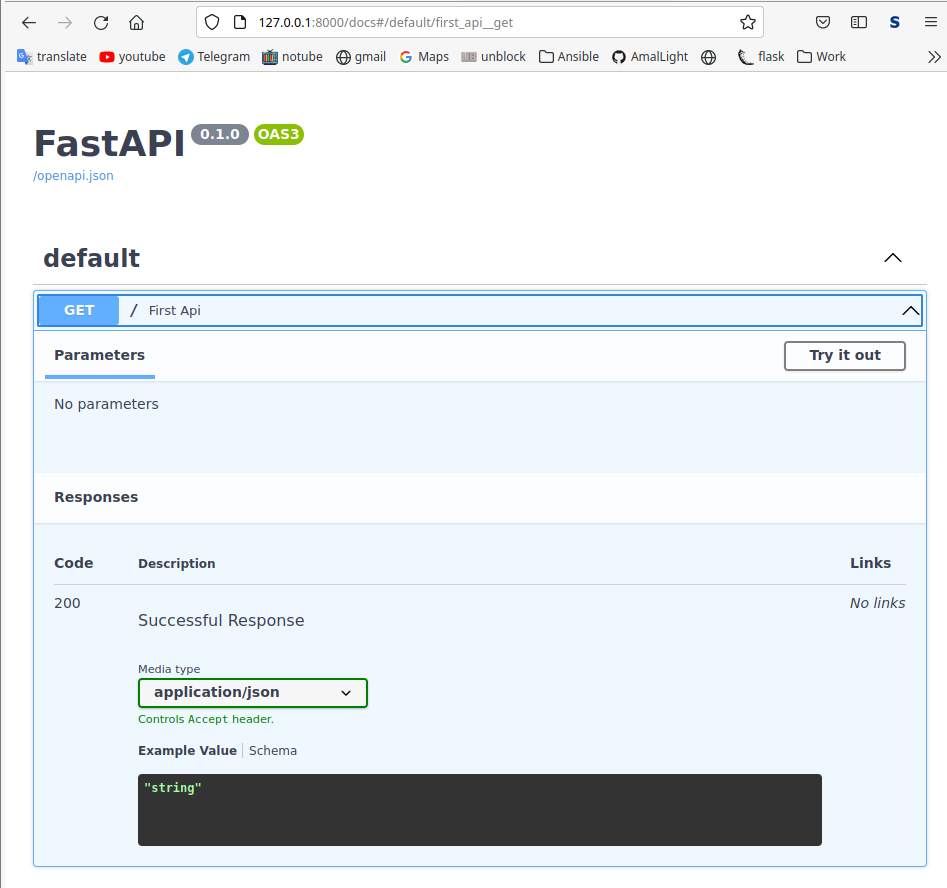 127.0.0.1:8000/docs#/default/first_api__get
S
translate youtube Telegram notube gmail Maps unblock Ansible AmalLight flask Work
FastAPI 0.1.0 OAS3
/openapi.json
default
GET / First Api
Parameters Try it out
No parameters
Responses
Code Description Links
200 No links
Successful Response
Media type
application/json
Controls Accept header.
Example Value Schema
"string"